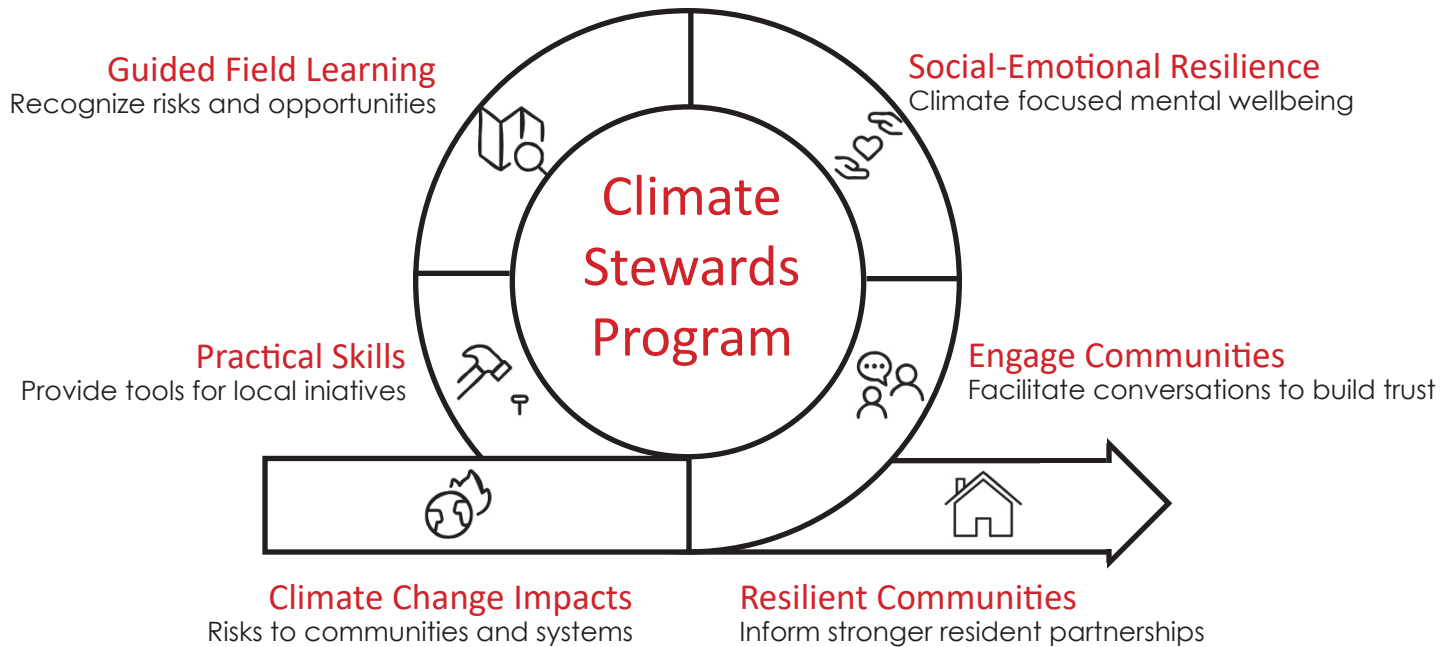 Guided Field Learning
Recognize risks and opportunities
Social-Emotional Resilience
Climate focused mental wellbeing
Climate
Stewards
Program
Practical Skills
Provide tools for local iniatives
Engage Communities
Facilitate conversations to build trust
Climate Change Impacts
Risks to communities and systems
Resilient Communities
Inform stronger resident partnerships